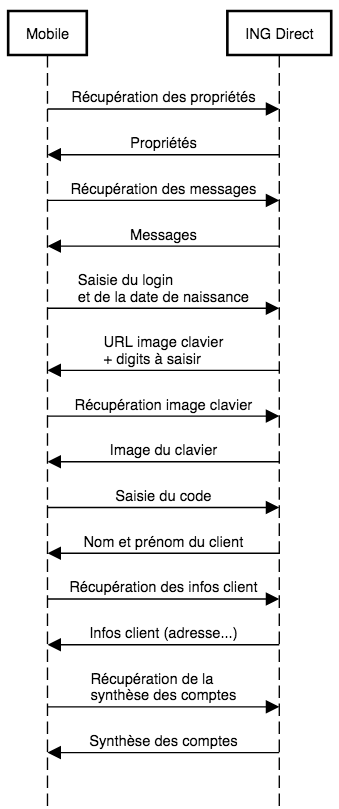 Mobile
ING Direct
Récupération des propriétés
Propriétés
Récupération des messages
Messages
Saisie du login
et de la date de naissance
URL image clavier
+ digits à saisir
Récupération image clavier
Image du clavier
Saisie du code
Nom et prénom du client
Récupération des infos client
Infos client (adresse...)
Récupération de la
synthèse des comptes
Synthèse des comptes